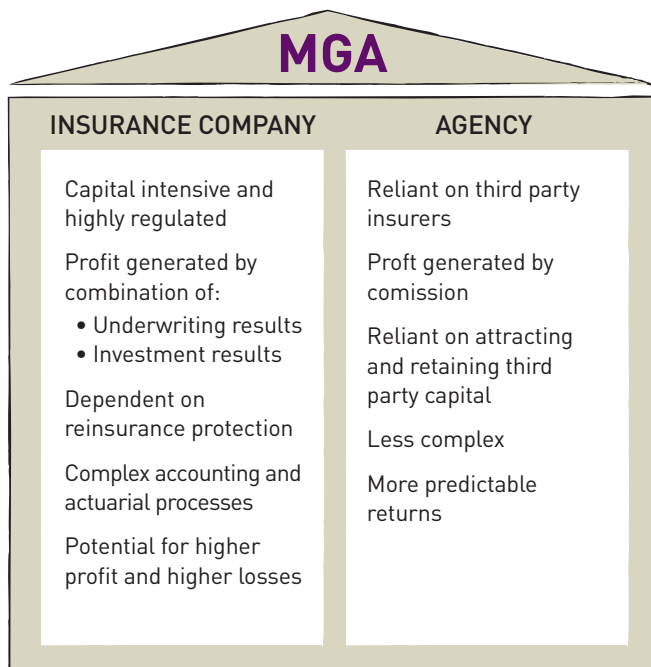 MGA
INSURANCE COMPANY
Capital intensive and
highly regulated
Profit generated by
combination of:
• Underwriting results
• Investment results
Dependent on
reinsurance protection
Complex accounting and
actuarial processes
Potential for higher
profit and higher losses
AGENCY
Reliant on third party
insurers
Proft generated by
comission
Reliant on attracting
and retaining third
party capital
Less complex
More predictable
returns